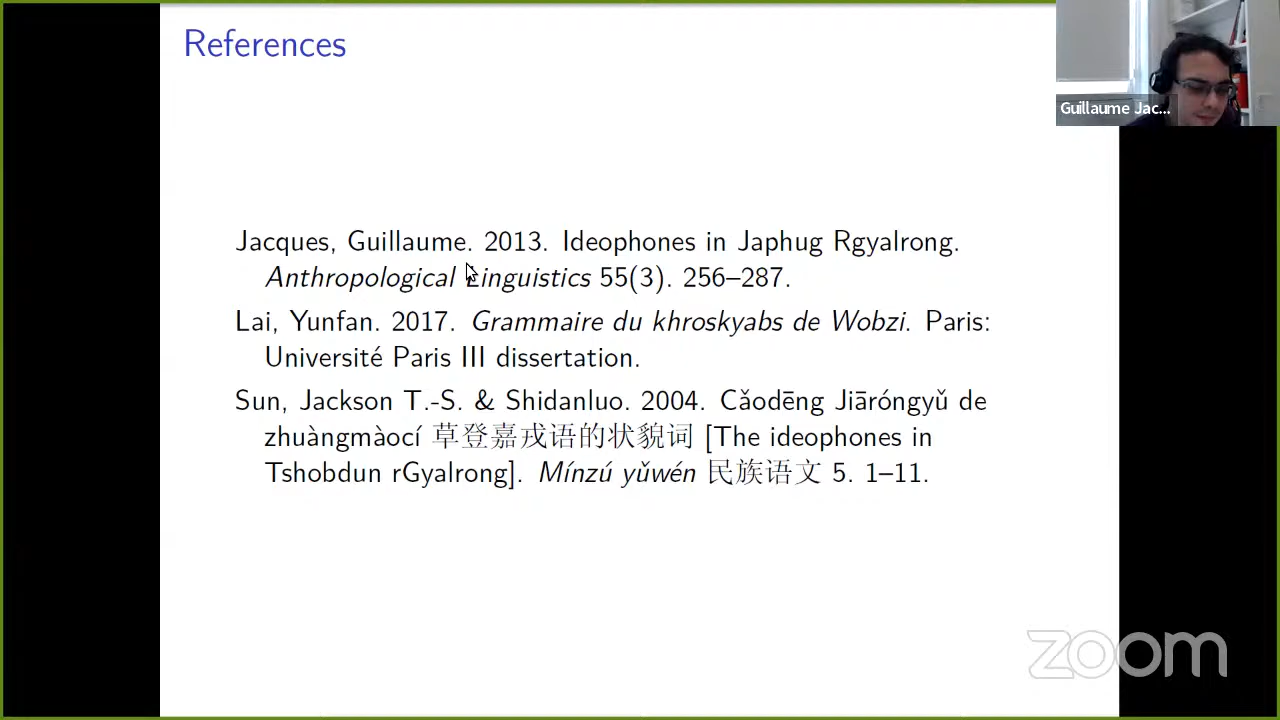 References
Guillaume Jac...
Jacques, Guillaume. 2013. Ideophones in Japhug Rgyalrong.
Anthropological Linguistics 55(3). 256–287.
Lai, Yunfan. 2017. Grammaire du khroskyabs de Wobzi. Paris:
Université Paris III dissertation.
Sun, Jackson T.-S. & Shidanluo. 2004. Cǎodēng Jiāróngyǔ de
zhuàngmàocí 草登嘉戎语的状貌词 [The ideophones in
Tshobdun rGyalrong]. Mínzú yǔwén 民族语文 5. 1–11.
zoom